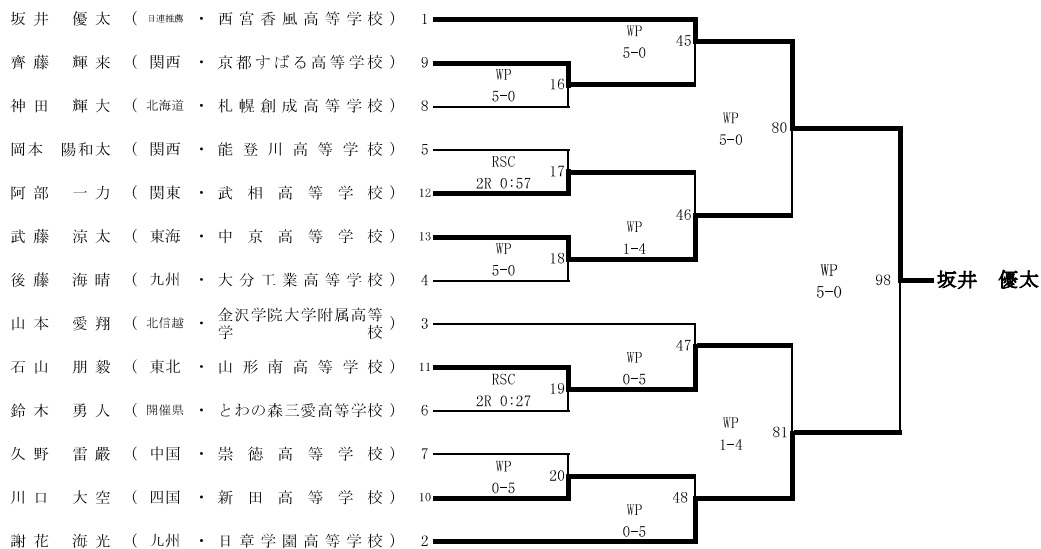 坂井 優太 ( 日連推薦 ・ 西宮香風高等学校 ) 1
WP
5-0
45
齊藤 輝来 ( 関西 ・ 京都すばる高等学校 ) 9
WP
5-0
16
神田 輝大 ( 北海道 ・ 札幌創成高等学校 ) 8
WP
5-0
80
岡本 陽和太 ( 関西 ・ 能登川高等学校 ) 5
RSC
2R 0:57
17
阿部 一力 ( 関東 ・ 武相高等学校 ) 12
46
武藤 涼太 ( 東海 ・ 中京高等学校 ) 13
WP
1-4
WP
5-0
18
後藤 海晴 ( 九州 ・ 大分工業高等学校 ) 4
WP
5-0
98
坂井 優太
山本 愛翔 ( 北信越 ・ 金沢学院大学附属高等
学校 ) 3
47
石山 朋毅 ( 東北 ・ 山形南高等学校 ) 11
WP
0-5
RSC
2R 0:27
19
鈴木 勇人 ( 開催県 ・ とわの森三愛高等学校 ) 6
WP
1-4
81
久野 雷嚴 ( 中国 ・ 崇徳高等学校 ) 7
WP
0-5
20
川口 大空 ( 四国 ・ 新田高等学校 ) 10
48
WP
0-5
謝花 海光 ( 九州 ・ 日章学園高等学校 ) 2